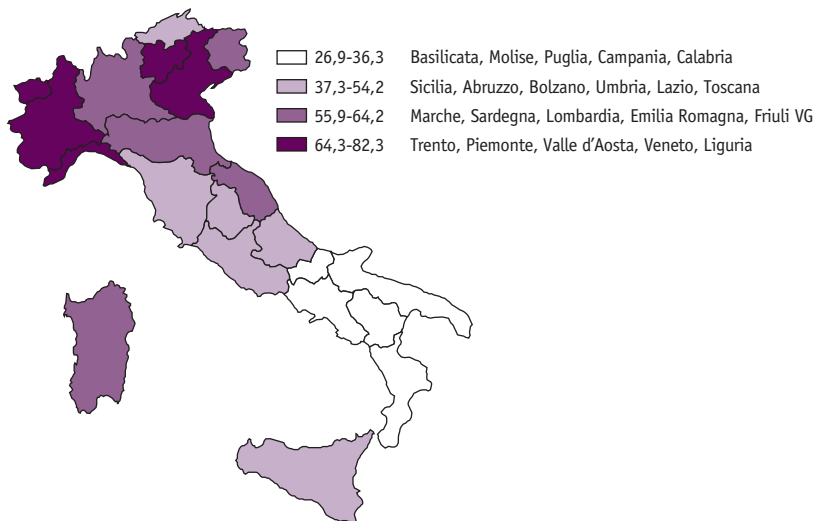 26,9-36,3 Basilicata, Molise, Puglia, Campania, Calabria
37,3-54,2 Sicilia, Abruzzo, Bolzano, Umbria, Lazio, Toscana
55,9-64,2 Marche, Sardegna, Lombardia, Emilia Romagna, Friuli VG
64,3-82,3 Trento, Piemonte, Valle d'Aosta, Veneto, Liguria